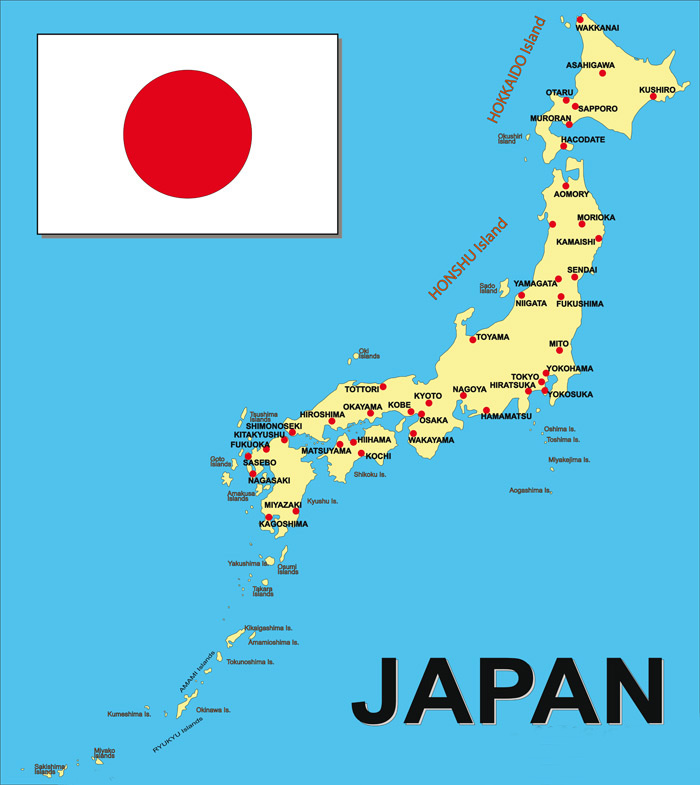 WAKKANAI
HOKKAIDO Island
ASAHIGAWA
OTARU
KUSHIRO
SAPPORO
MURORAN
Okushiri
Island
HACODATE
AOMORY
MORIOKA
KAMAISHI
HONSHU Island
SENDAI
YAMAGATA
Sado
Island
NIIGATA
FUKUSHIMA
TOYAMA
MITO
Oki
Islands
YOKOHAMA
TOKYO
HIRATSUKA
YOKOSUKA
TOTTORI
KYOTO
NAGOYA
OKAYAMA
KOBE
HIROSHIMA
OSAKA
HAMAMATSU
Tsushima
Islands
SHIMONOSEKI
KITAKYUSHU
FUKUOKA
WAKAYAMA
HIIHAMA
MATSUYAMA
KOCHI
Oshima Is.
Toshima Is.
Goto
Islands
SASEBO
Miyakejima Is.
NAGASAKI
Shikoku Is.
Amakusa
Islands
Aogashima Is.
Kyushu Is.
MIYAZAKI
KAGOSHIMA
Yakushima Is.
Osumi
Islands
Takara
Islands
Kikaigashima Is.
Amamioshima Is.
AMAMI Islands
Tokunoshima Is.
JAPAN
Kumeshima Is.
Okinawa Is.
RYUKYU Islands
Miyako
Islands
Sakishima
Islands